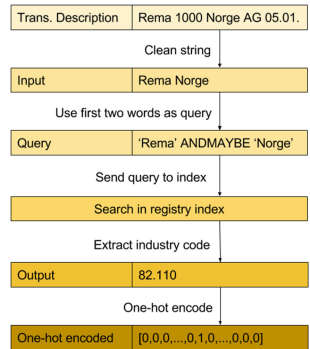 Trans. Description Rema 1000 Norge AG 05.01.
Clean string
Input Rema Norge
Use first two words as query
Query 'Rema' ANDMAYBE 'Norge'
Send query to index
Search in registry index
Extract industry code
Output 82.110
One-hot encode
One-hot encoded [0,0,0,...,0,1,0,...,0,0,0]